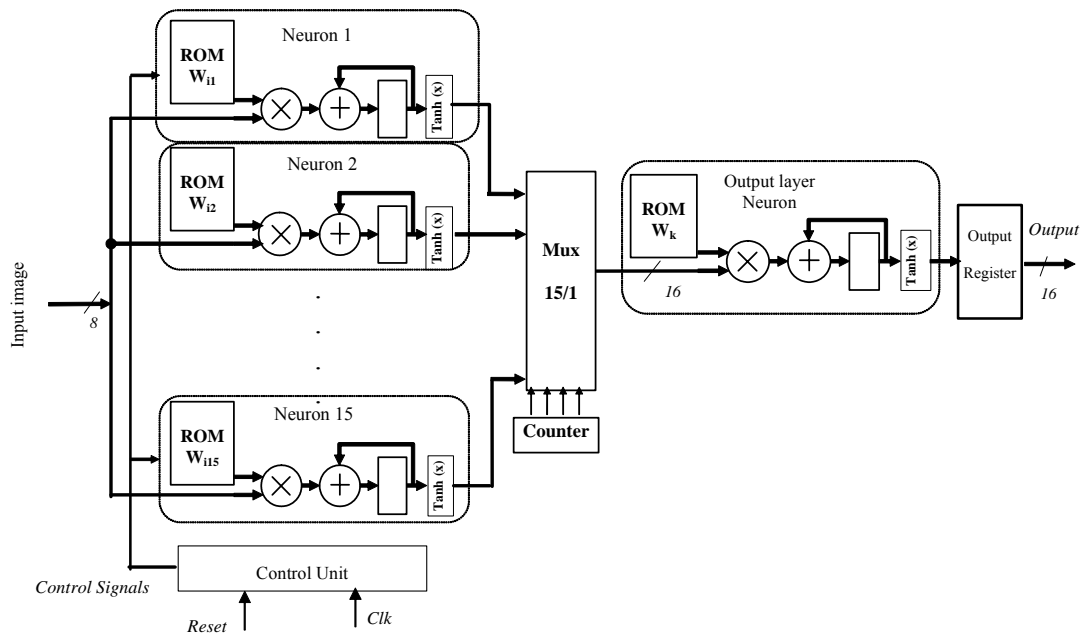 Neuron 1
ROM
Wi1
Tanh (x)
Neuron 2
ROM
Wi2
Tanh (x)
Input image
8
Neuron 15
ROM
Wi15
Tanh (x)
Control Signals
Control Unit
Reset
Clk
Mux
15/1
Counter
16
Output layer
Neuron
ROM
Wk
Tanh (x)
Output
Register
Output
16